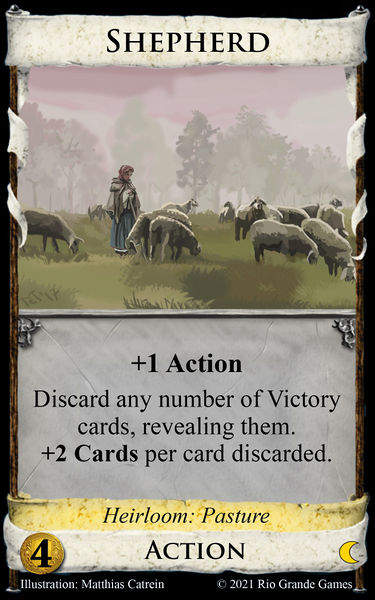 SHEPHERD
+1 Action
Discard any number of Victory
cards, revealing them.
+2 Cards per card discarded.
Heirloom: Pasture
4
ACTION
Illustration: Matthias Catrein © 2021 Rio Grande Games